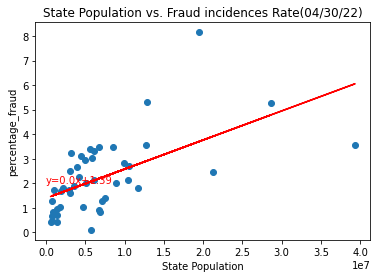 State Population vs. Fraud incidences Rate(04/30/22)
8
7
6
5
4
3
2
1
0
percentage_fraud
y=0.0x+1.39
0.0 0.5 1.0 1.5 2.0 2.5 3.0 3.5 4.0
1e7
State Population